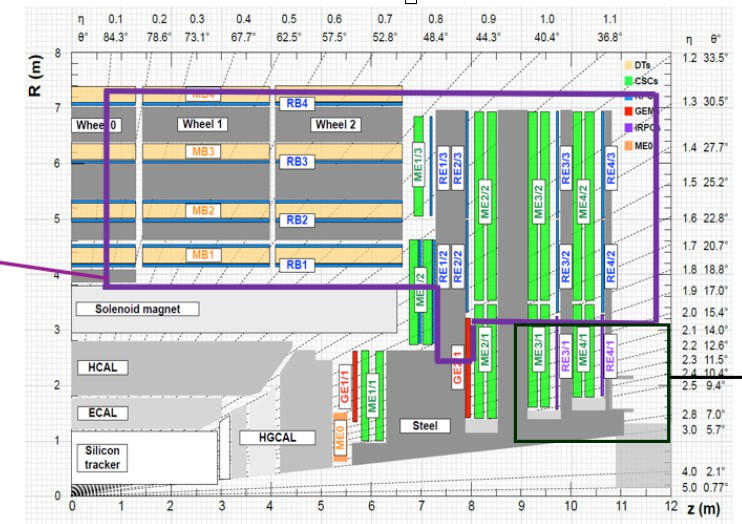 η 0.1 0.2 0.3 0.4 0.5 0.6 0.7 0.8 0.9 1.0 1.1
θ° 84.3° 78.6° 73.1° 67.7° 62.5° 57.5° 52.8° 48.4° 44.3° 40.4° 36.8° η θ°
R (m)
8
7
6
5
4
3
2
1
0
1.2 33.5°
1.3 30.5°
1.4 27.7°
1.5 25.2°
1.6 22.8°
1.7 20.7°
1.8 18.8°
1.9 17.0°
2.0 15.4°
2.1 14.0°
2.2 12.6°
2.3 11.5°
2.4 10.4°
2.5 9.4°
2.8 7.0°
3.0 5.7°
4.0 2.1°
5.0 0.77°
DTs
CSCs
GEM
iRPC
ME0
MB4
RB4
Wheel 0 Wheel 1 Wheel 2
MB3 RB3
MB2 RB2
MB1 RB1
ME1/3 RE1/3 RE2/3 ME2/2 ME3/2 RE3/3 ME4/2 RE4/3
RE1/2 RE2/2 RE3/2 RE4/2
Solenoid magnet
HCAL
ECAL
Silicon
tracker
HGCAL
GE1/1 ME1/1 ME0
Steel
ME2/1 ME3/1 RE3/1 ME4/1 RE4/1
0 1 2 3 4 5 6 7 8 9 10 11 12
z (m)